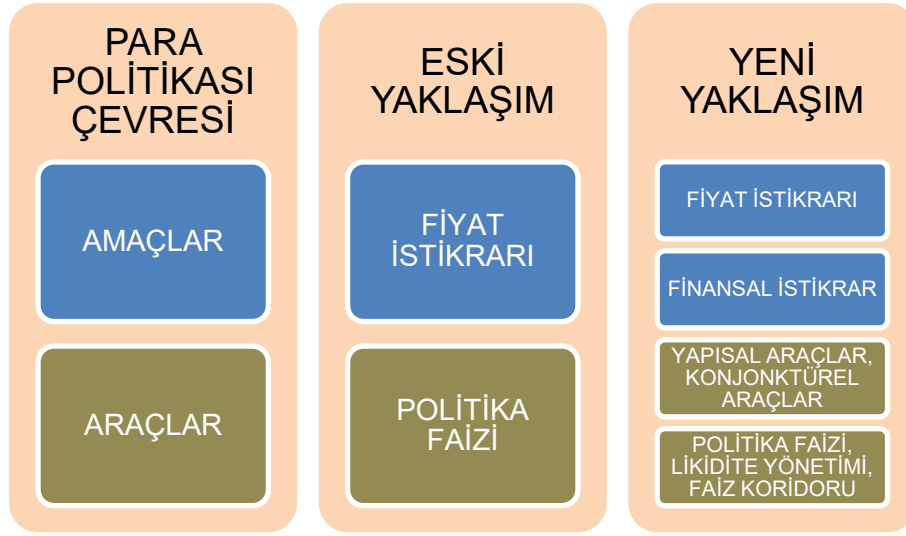 PARA
POLİTİKASI
ÇEVRESİ
AMAÇLAR
ARAÇLAR
ESKİ
YAKLAŞIM
FİYAT
İSTİKRARI
POLİTİKA
FAİZİ
YENİ
YAKLAŞIM
FİYAT İSTİKRARI
FİNANSAL İSTİKRAR
YAPISAL ARAÇLAR,
KONJONKTÜREL
ARAÇLAR
POLİTİKA FAİZİ,
LİKİDİTE YÖNETİMİ,
FAİZ KORİDORU